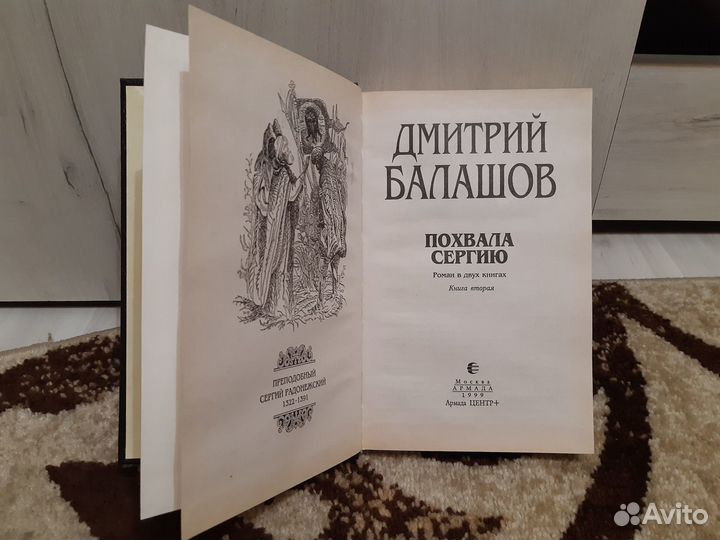 ПРЕПОДОБНЫЙ
СЕРГИЙ РАДОНЕЖСКИЙ
1322-1391
ДМИТРИЙ
БАЛАШОВ
ПОХВАЛА
СЕРГИЮ
Роман в двух книгах
Книга вторая
Москва
АРМАДА
1999
Армада ЦЕНТР+
Avito